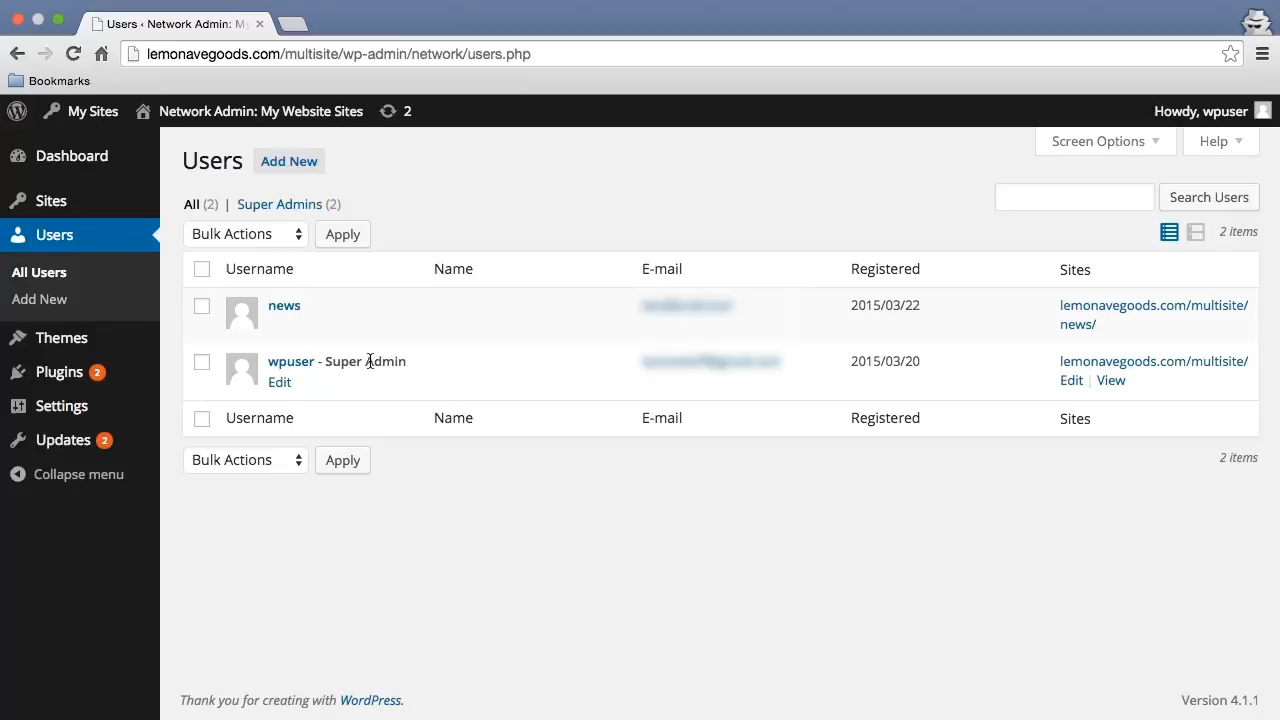 Users ‹ Network Admin: M
lemonavegoods.com/multisite/wp-admin/network/users.php
Bookmarks
My Sites
Network Admin: My Website Sites
2
Howdy, wpuser
Dashboard
Sites
Users
All Users
Add New
Themes
Plugins 2
Settings
Updates 2
Collapse menu
Screen Options
Help
Users
Add New
All (2) | Super Admins (2)
Search Users
Bulk Actions
Apply
2 items
Username Name E-mail Registered Sites
news 2015/03/22 lemonavegoods.com/multisite/
news/
wpuser - Super Admin 2015/03/20 lemonavegoods.com/multisite/
Edit Edit | View
Username Name E-mail Registered Sites
Bulk Actions
Apply
2 items
Thank you for creating with WordPress.
Version 4.1.1